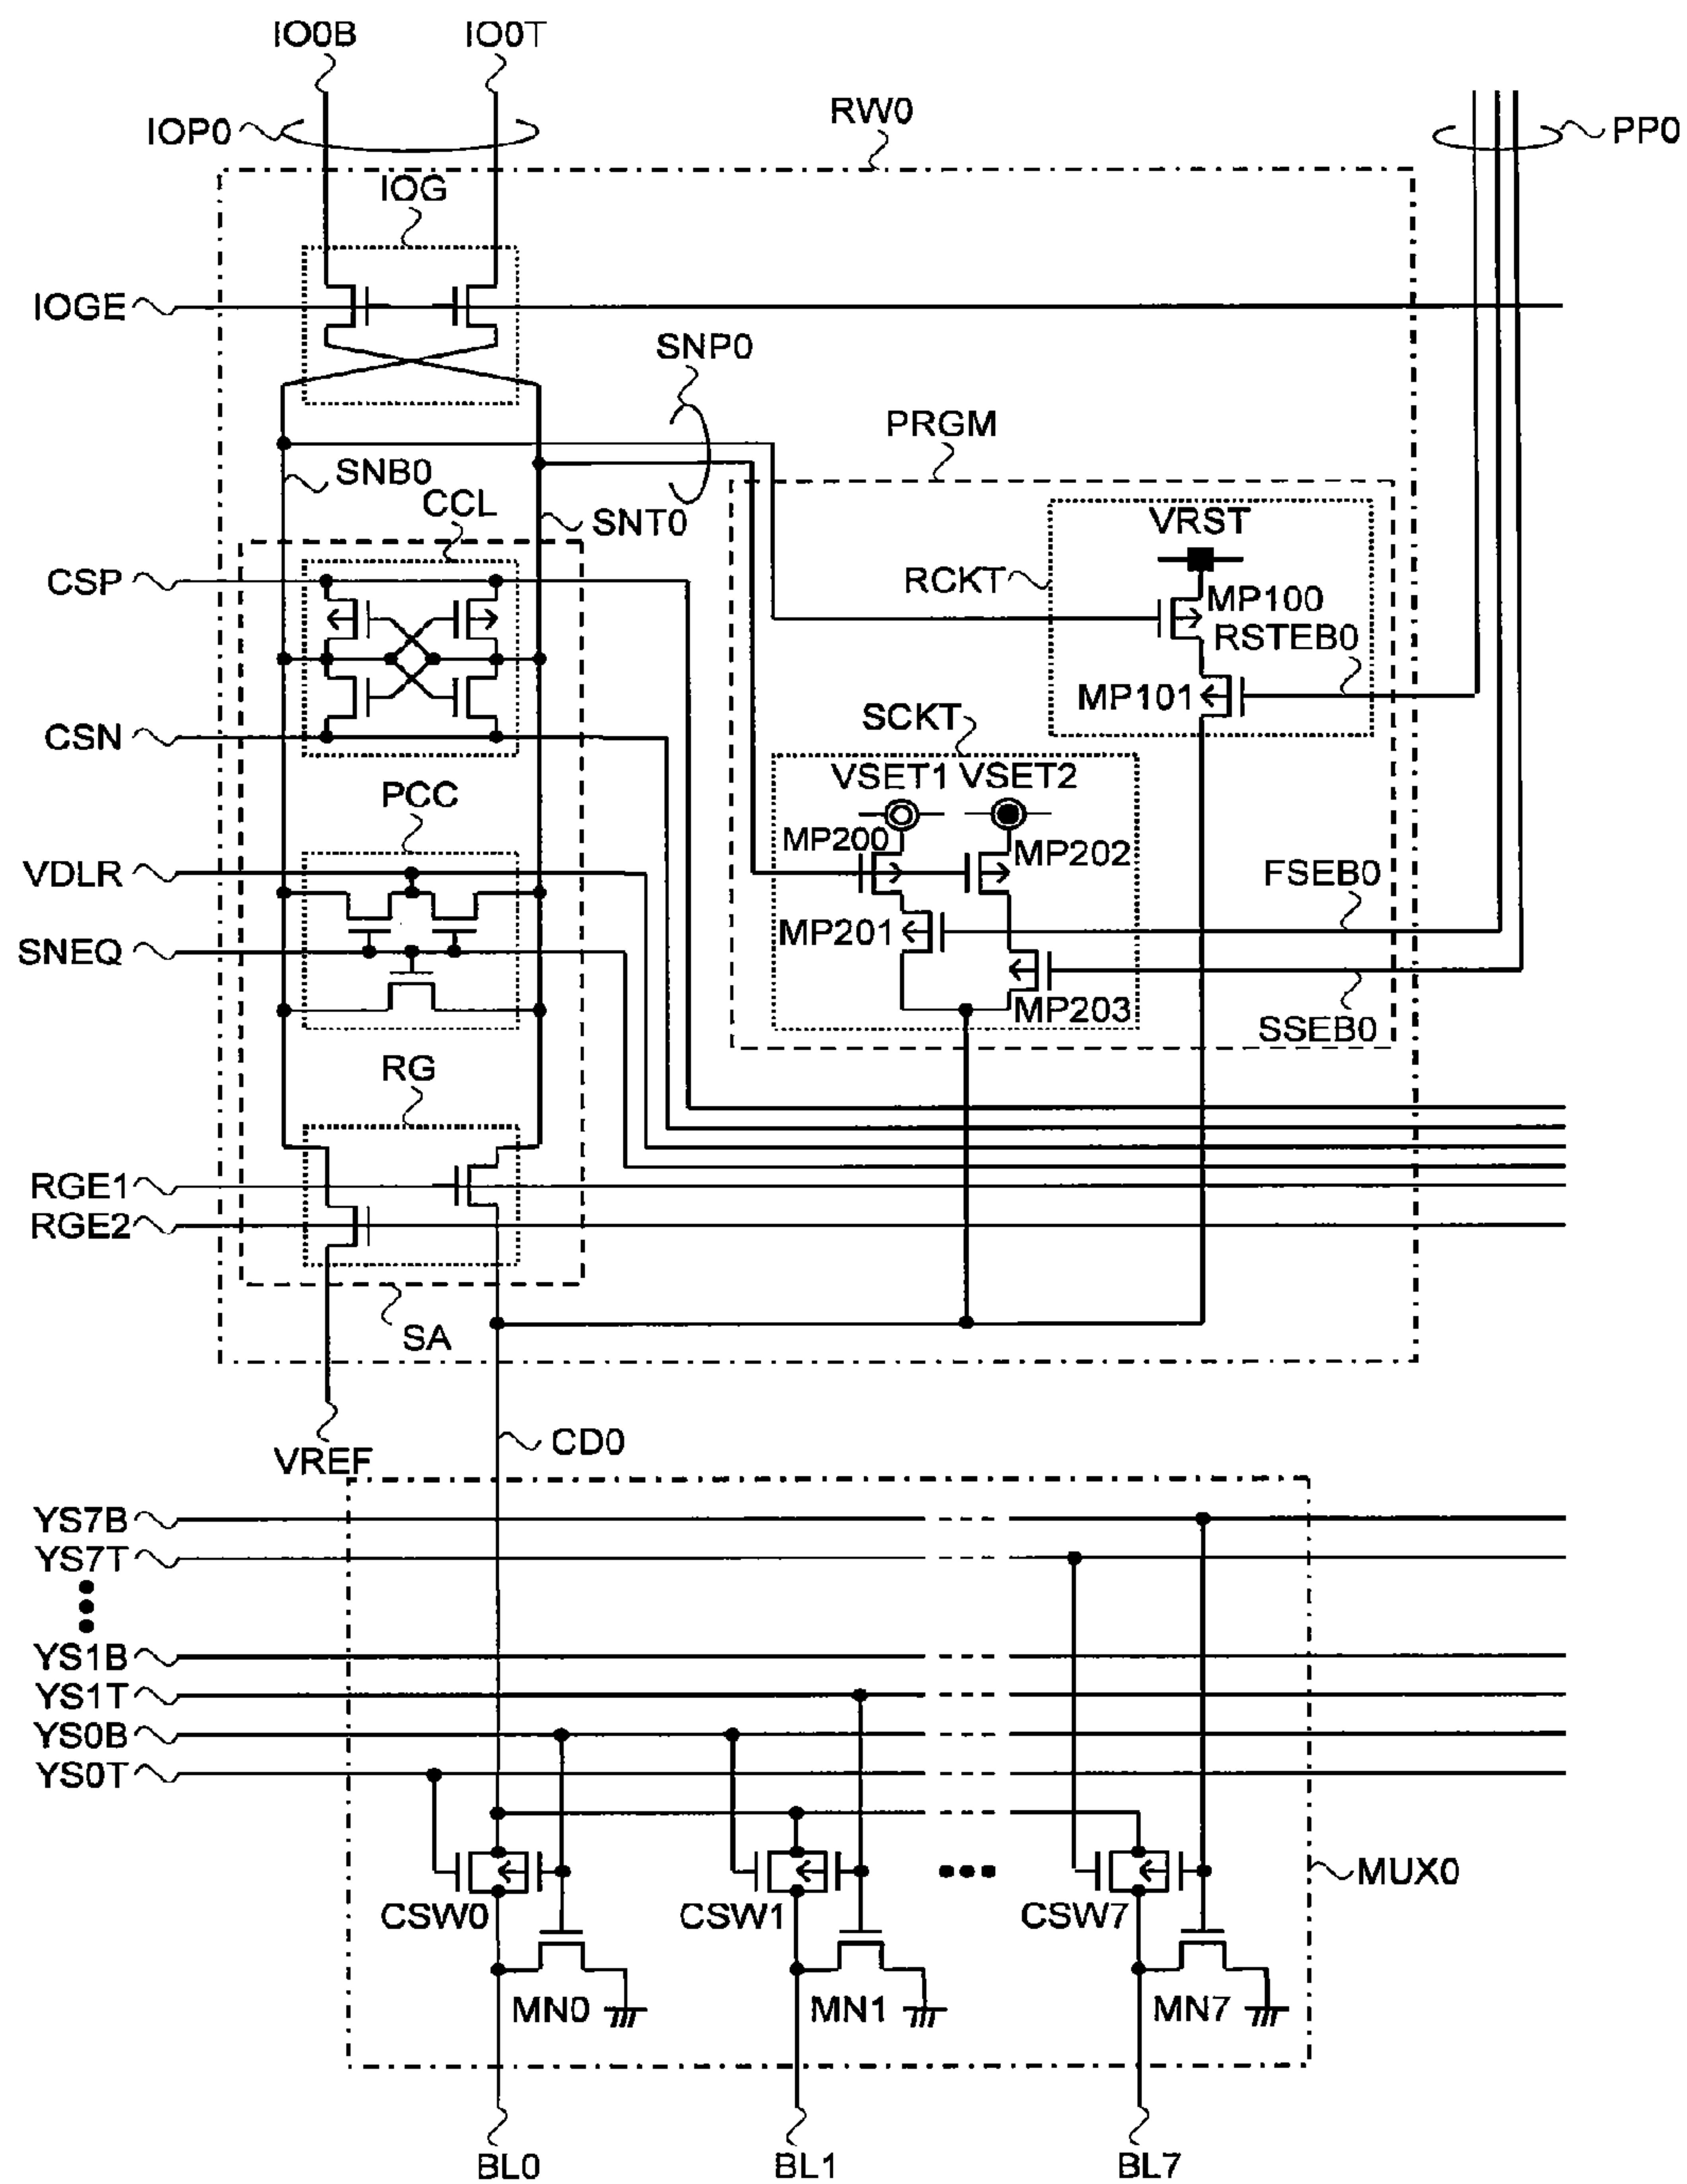 IO0B IO0T
IOP0 RW0 PP0
IOG
IOGE
SNP0
PRGM
SNB0
CCL SNT0 VRST
CSP RCKT MP100
RSTEB0
MP101
CSN SCKT
PCC VSET1 VSET2
MP200 MP202
VDLR FSEB0
MP201
SNEQ
MP203
SSEB0
RG
RGE1
RGE2
SA
CD0
VREF
YS7B
YS7T
YS1B
YS1T
YS0B
YS0T
MUX0
CSW0 CSW1 CSW7
MN0 MN1 MN7
BL0 BL1 BL7